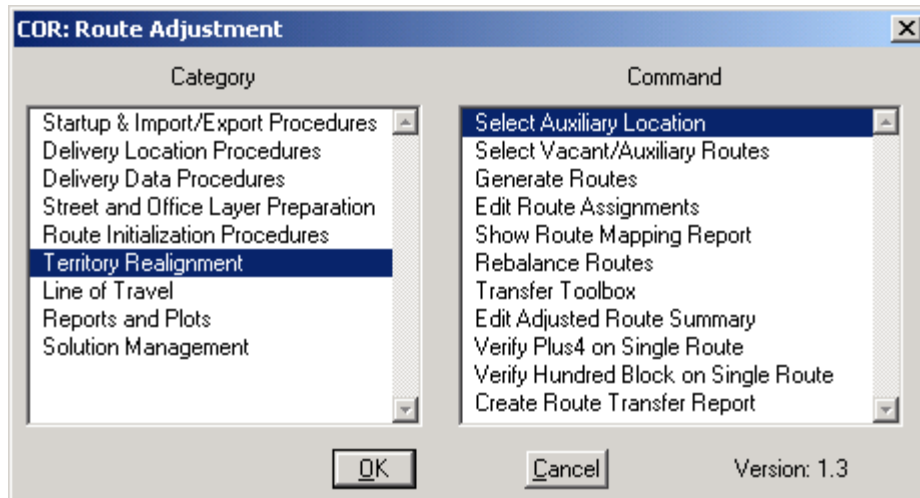 COR: Route Adjustment
Category
Command
Startup & Import/Export Procedures
Delivery Location Procedures
Delivery Data Procedures
Street and Office Layer Preparation
Route Initialization Procedures
Territory Realignment
Line of Travel
Reports and Plots
Solution Management
Select Auxiliary Location
Select Vacant/Auxiliary Routes
Generate Routes
Edit Route Assignments
Show Route Mapping Report
Rebalance Routes
Transfer Toolbox
Edit Adjusted Route Summary
Verify Plus4 on Single Route
Verify Hundred Block on Single Route
Create Route Transfer Report
OK
Cancel
Version: 1.3